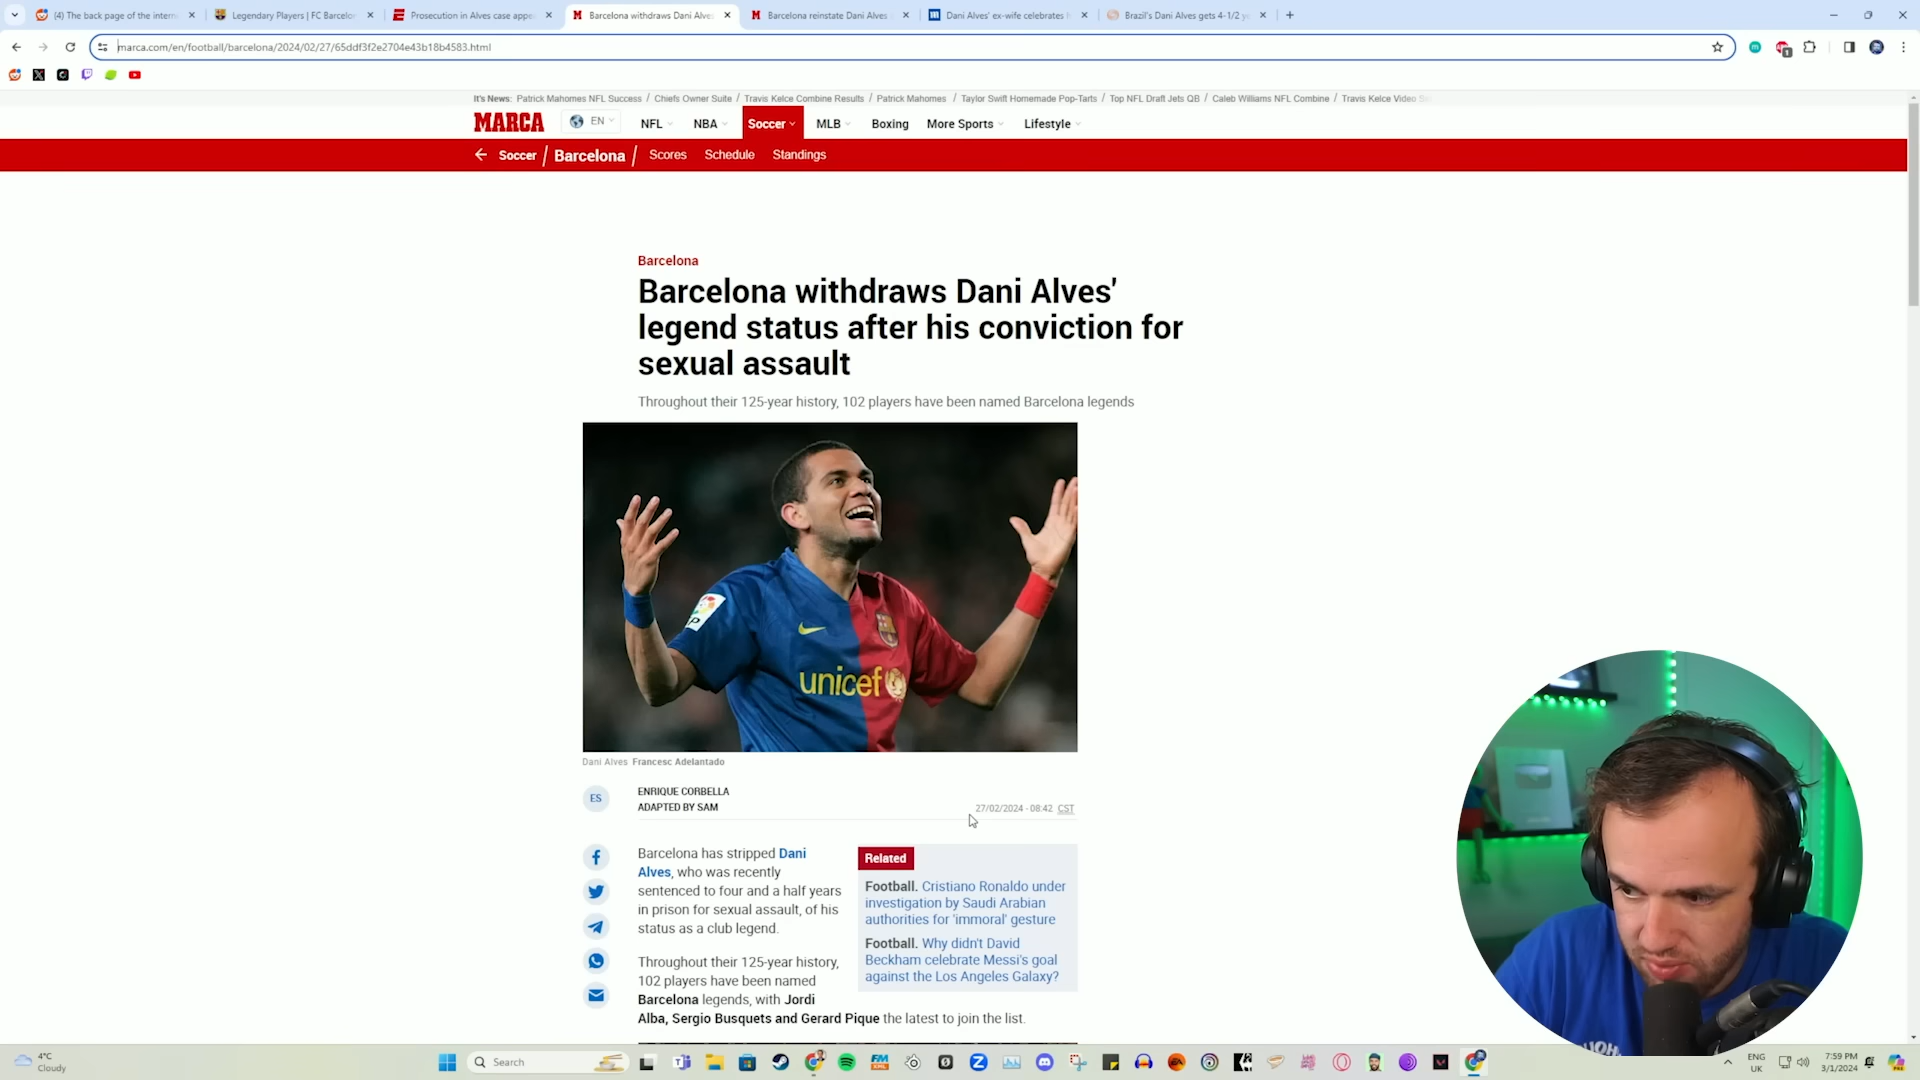 (4) The back page of the intern
Legendary Players | FC Barcelon
Prosecution in Alves case appe
Barcelona withdraws Dani Alves
Barcelona reinstate Dani Alves
Dani Alves' ex-wife celebrates h
Brazil's Dani Alves gets 4-1/2 ye
marca.com/en/football/barcelona/2024/02/27/65ddf3f2e2704e43b18b4583.html
It's News: Patrick Mahomes NFL Success / Chiefs Owner Suite / Travis Kelce Combine Results / Patrick Mahomes / Taylor Swift Homemade Pop-Tarts / Top NFL Draft Jets QB / Caleb Williams NFL Combine / Travis Kelce Video
MARCA EN NFL NBA Soccer MLB Boxing More Sports Lifestyle
Soccer / Barcelona / Scores Schedule Standings
Barcelona
Barcelona withdraws Dani Alves'
legend status after his conviction for
sexual assault
Throughout their 125-year history, 102 players have been named Barcelona legends
unicef
Dani Alves Francesc Adelantado
ES
ENRIQUE CORBELLA
ADAPTED BY SAM
27/02/2024 - 08:42 CST
Barcelona has stripped Dani
Alves, who was recently
sentenced to four and a half years
in prison for sexual assault, of his
status as a club legend.
Related
Football. Cristiano Ronaldo under
investigation by Saudi Arabian
authorities for 'immoral' gesture
Football. Why didn't David
Beckham celebrate Messi's goal
against the Los Angeles Galaxy?
Throughout their 125-year history,
102 players have been named
Barcelona legends, with Jordi
Alba, Sergio Busquets and Gerard Pique the latest to join the list.
4°C
Cloudy
Search
ENG
UK
7:59 PM
3/1/2024